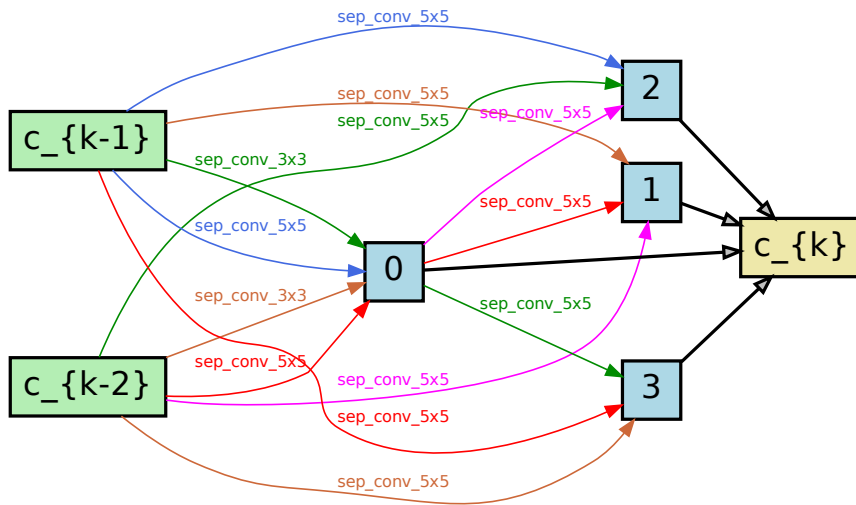 sep_conv_5x5
2
sep_conv_5x5
sep_conv_5x5
sep_conv_5x5
c_{k-1}
sep_conv_3x3
1
sep_conv_5x5
sep_conv_5x5
c_{k}
0
sep_conv_3x3
sep_conv_5x5
sep_conv_5x5
c_{k-2}
sep_conv_5x5
3
sep_conv_5x5
sep_conv_5x5